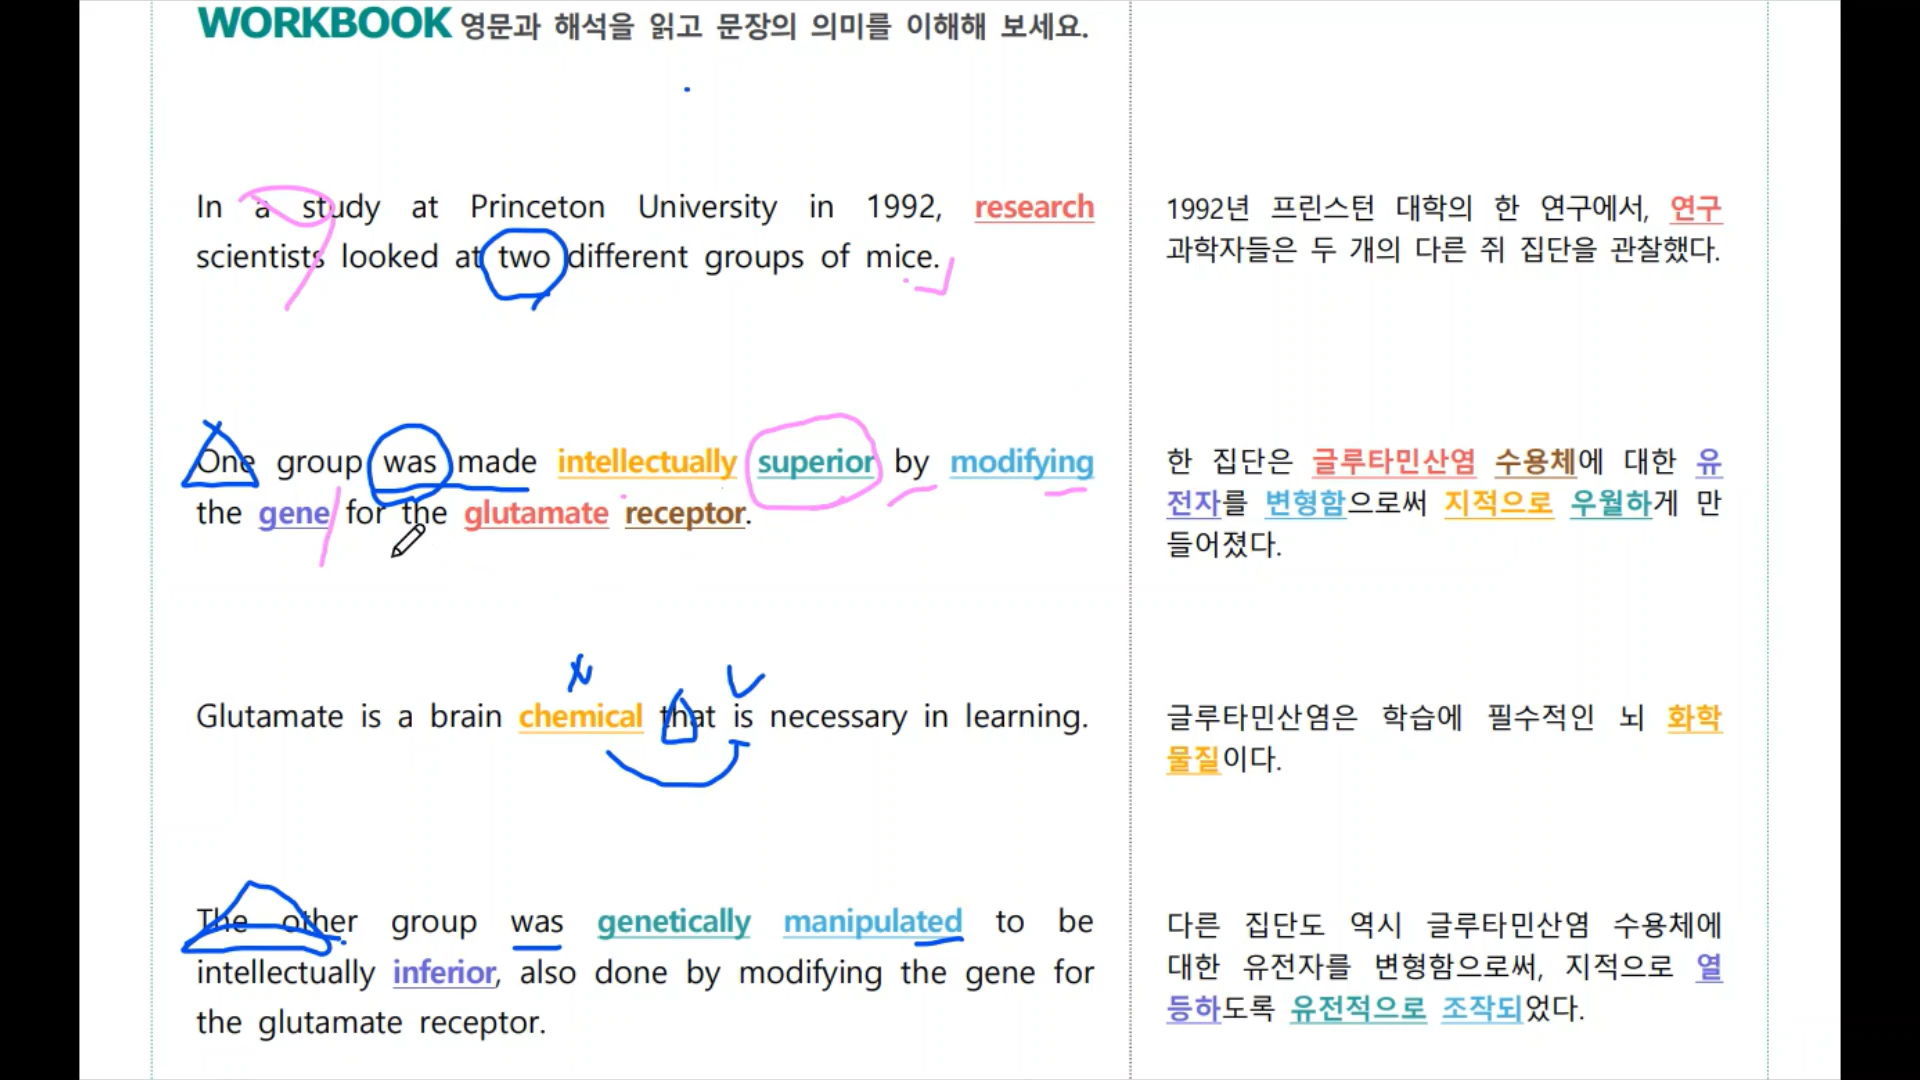 WORKBOOK 영문과 해석을 읽고 문장의 의미를 이해해 보세요.
In a study at Princeton University in 1992, research
scientists looked at two different groups of mice.
1992년 프린스턴 대학의 한 연구에서, 연구
과학자들은 두 개의 다른 쥐 집단을 관찰했다.
One group was made intellectually superior by modifying
the gene for the glutamate receptor.
한 집단은 글루타민산염 수용체에 대한 유
전자를 변형함으로써 지적으로 우월하게 만
들어졌다.
Glutamate is a brain chemical that is necessary in learning.
글루타민산염은 학습에 필수적인 뇌 화학
물질이다.
The other group was genetically manipulated to be
intellectually inferior, also done by modifying the gene for
the glutamate receptor.
다른 집단도 역시 글루타민산염 수용체에
대한 유전자를 변형함으로써, 지적으로 열
등하도록 유전적으로 조작되었다.